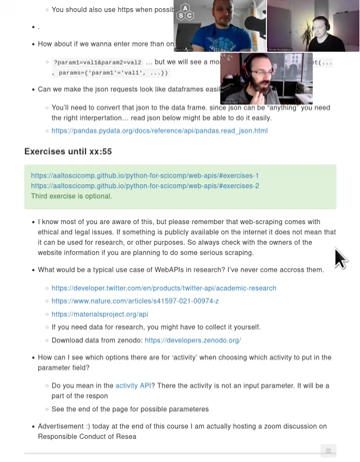 You should also use https when possib
.
How about if we wanna enter more than on
?param1=val1&param2=val2 ... but we will see a mo
et(...
, params={'param1'='val1', ...})
Can we make the json requests look like dataframes easil
You'll need to convert that json to the data frame. since json can be "anything" you need
the right interpertation... read json below might be able to do it easily.
https://pandas.pydata.org/docs/reference/api/pandas.read_json.html
Exercises until xx:55
https://aaltoscicomp.github.io/python-for-scicomp/web-apis/#exercises-1
https://aaltoscicomp.github.io/python-for-scicomp/web-apis/#exercises-2
Third exercise is optional.
I know most of you are aware of this, but please remember that web-scraping comes with
ethical and legal issues. If something is publicly available on the internet it does not mean that
it can be used for research, or other purposes. So always check with the owners of the
website information if you are planning to do some serious scraping.
What would be a typical use case of WebAPIs in research? I've never accross them.
https://developer.twitter.com/en/products/twitter-api/academic-research
https://www.nature.com/articles/s41597-021-00974-z
https://materialsproject.org/api
If you need data for research, you might have to collect it yourself.
Download data from zenodo: https://developers.zenodo.org/
How can I see which options there are for 'activity' when choosing which activity to put in the
parameter field?
Do you mean in the activity API? There the activity is not an input parameter. It will be a
part of the respon
See the end of the page for possible parameteres
Advertisement :) today at the end of this course I am actually hosting a zoom discussion on
Responsible Conduct of Resea